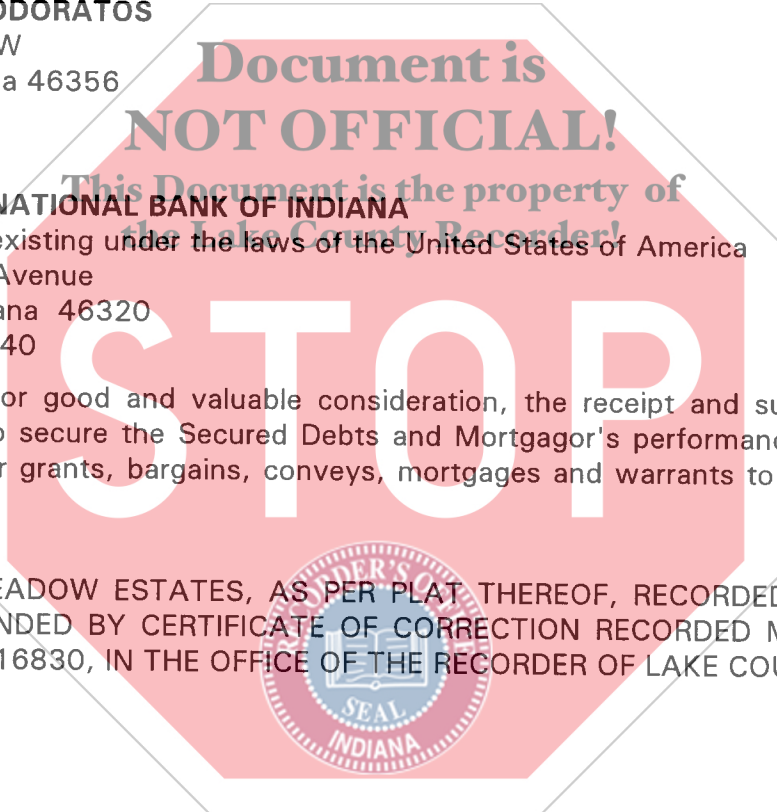 ODORATOS
W
a 46356
Document is
NOT OFFICIAL!
This Document is the property of
the Lake County Recorder!
NATIONAL BANK OF INDIANA
existing under the laws of the United States of America
Avenue
ana 46320
40
STOP
or good and valuable consideration, the receipt and su
o secure the Secured Debts and Mortgagor's performanc
r grants, bargains, conveys, mortgages and warrants to
EADOW ESTATES, AS PER PLAT THEREOF, RECORDED
NDED BY CERTIFICATE OF CORRECTION RECORDED M
16830, IN THE OFFICE OF THE RECORDER OF LAKE COU
RECORDER'S OFFICE
SEAL
INDIANA